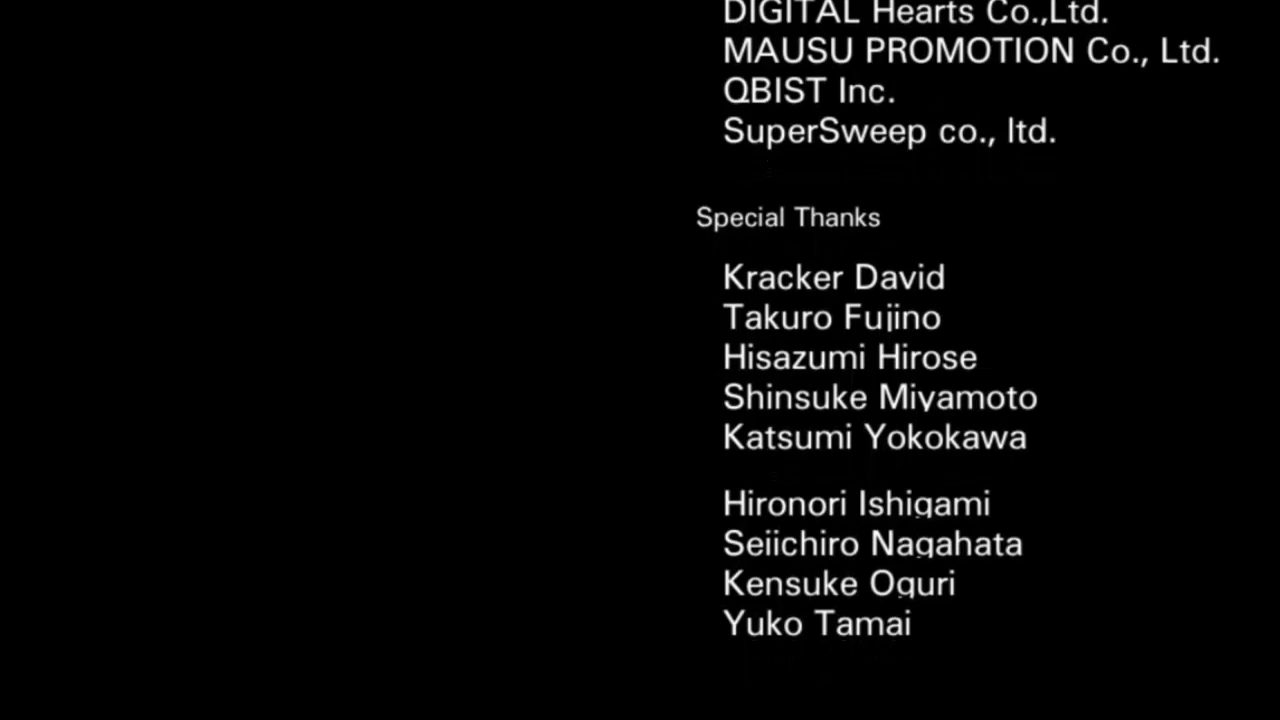 DIGITAL Hearts Co.,Ltd.
MAUSU PROMOTION Co., Ltd.
QBIST Inc.
SuperSweep co., ltd.
Special Thanks
Kracker David
Takuro Fujino
Hisazumi Hirose
Shinsuke Miyamoto
Katsumi Yokokawa
Hironori Ishigami
Seiichiro Nagahata
Kensuke Oguri
Yuko Tamai